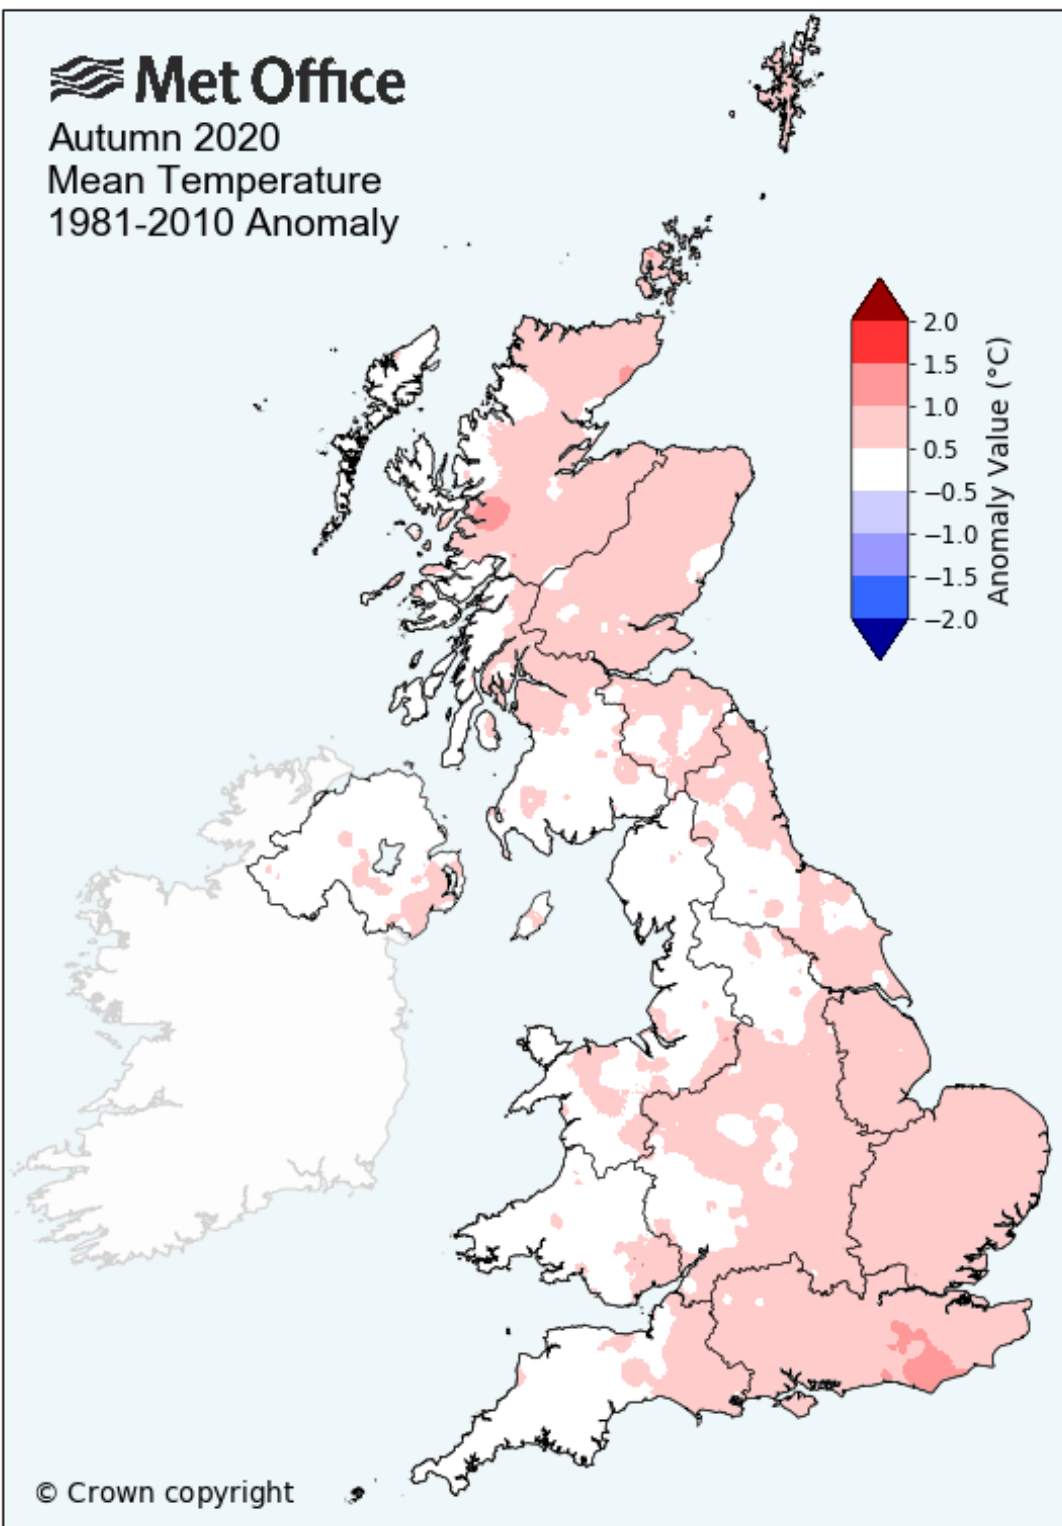 Met Office
Autumn 2020
Mean Temperature
1981-2010 Anomaly
2.0
1.5
1.0
0.5
−0.5
−1.0
−1.5
−2.0
Anomaly Value (°C)
© Crown copyright